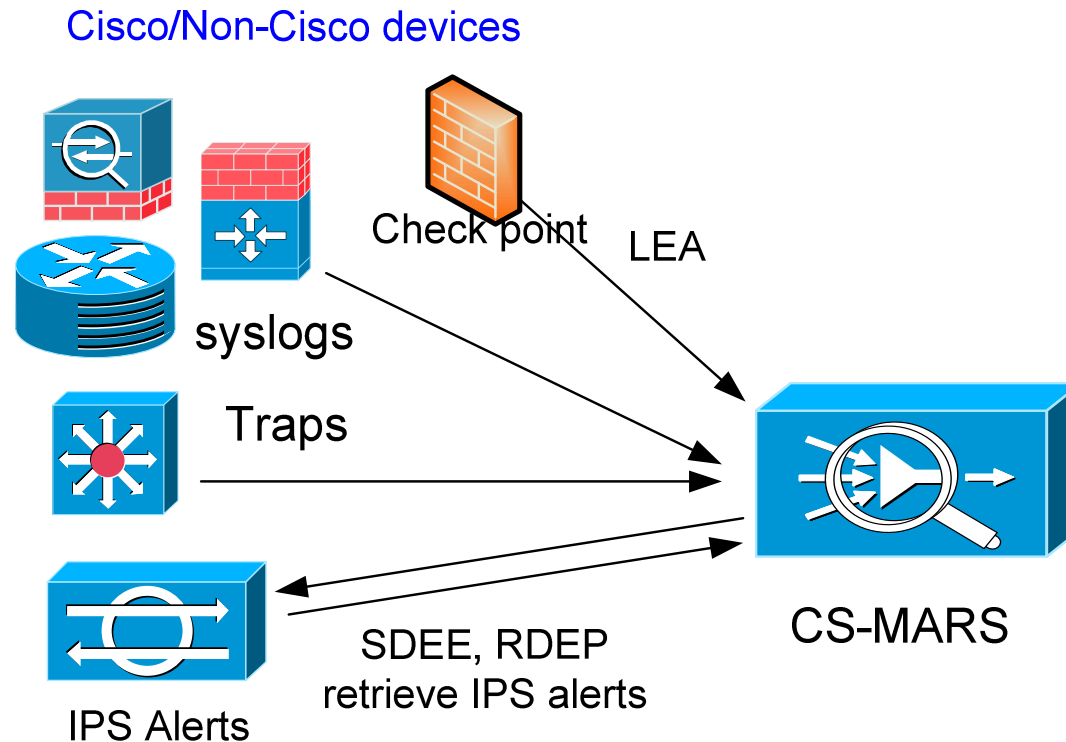 Cisco/Non-Cisco devices
Check point
LEA
syslogs
Traps
CS-MARS
SDEE, RDEP
retrieve IPS alerts
IPS Alerts